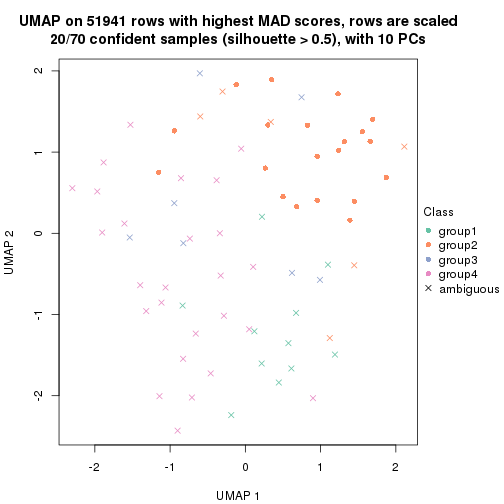 UMAP on 51941 rows with highest MAD scores, rows are scaled
20/70 confident samples (silhouette > 0.5), with 10 PCs
2
1
0
-1
-2
UMAP 2
-2
-1
0
1
2
UMAP 1
Class
group1
group2
group3
group4
ambiguous